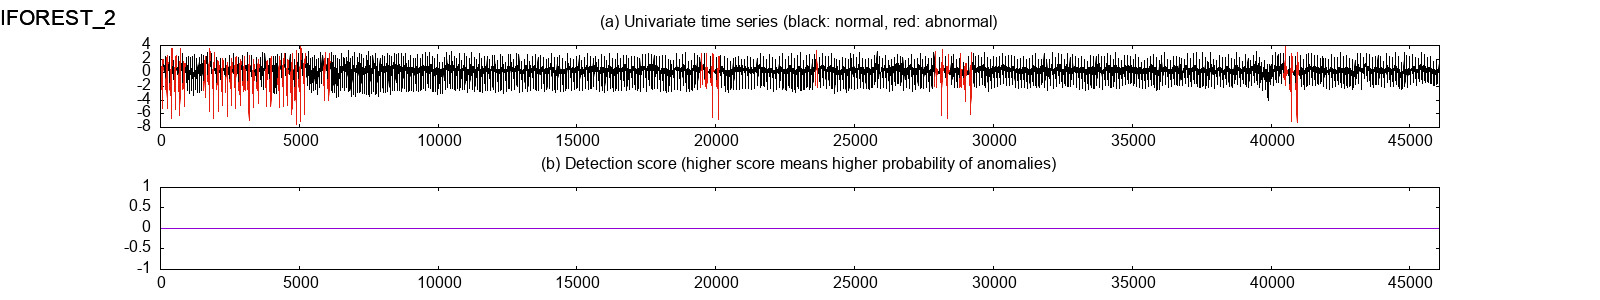 IFOREST_2
(a) Univariate time series (black: normal, red: abnormal)
4
2
0
-2
-4
-6
-8
0 5000 10000 15000 20000 25000 30000 35000 40000 45000
(b) Detection score (higher score means higher probability of anomalies)
1
0.5
0
-0.5
-1
0 5000 10000 15000 20000 25000 30000 35000 40000 45000